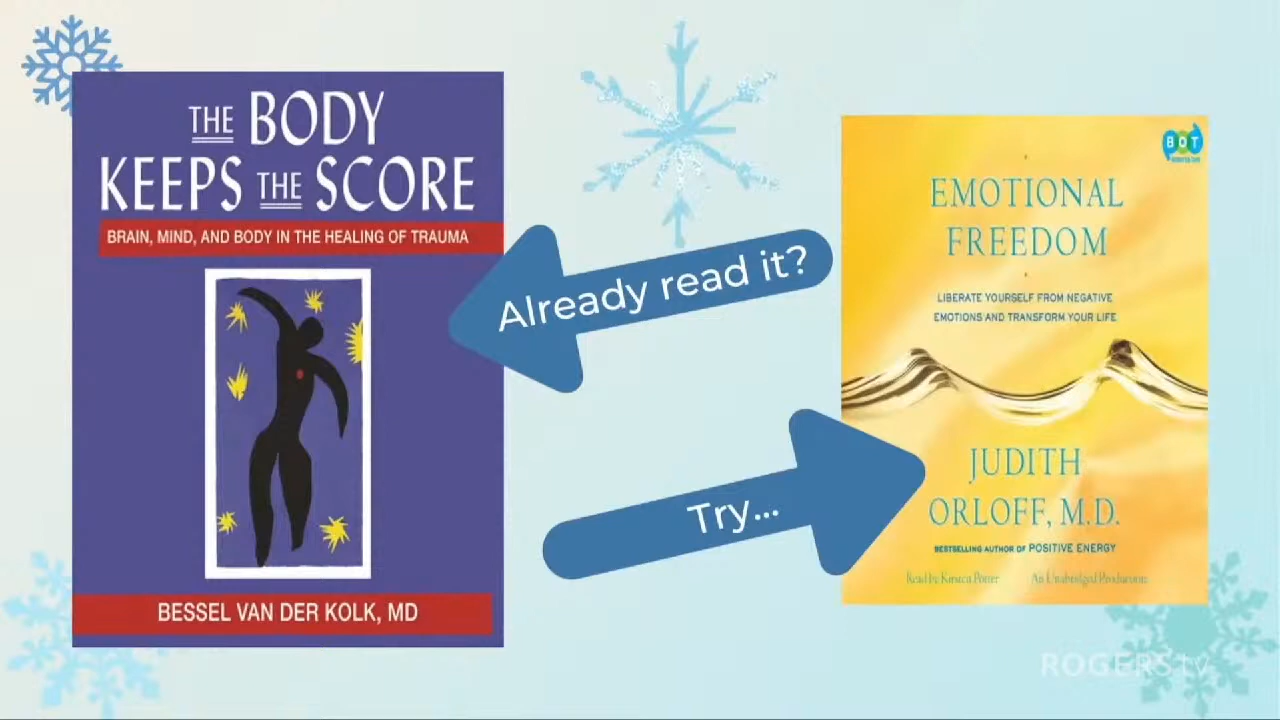 THE BODY
KEEPS THE SCORE
BRAIN, MIND, AND BODY IN THE HEALING OF TRAUMA
BESSEL VAN DER KOLK, MD
Already read it?
Try...
BOT
EMOTIONAL
FREEDOM
LIBERATE YOURSELF FROM NEGATIVE
EMOTIONS AND TRANSFORM YOUR LIFE
JUDITH
ORLOFF, M.D.
BESTSELLING AUTHOR OF POSITIVE ENERGY
Read by Kirsten Potter An Unabridged Production
ROGERS tv